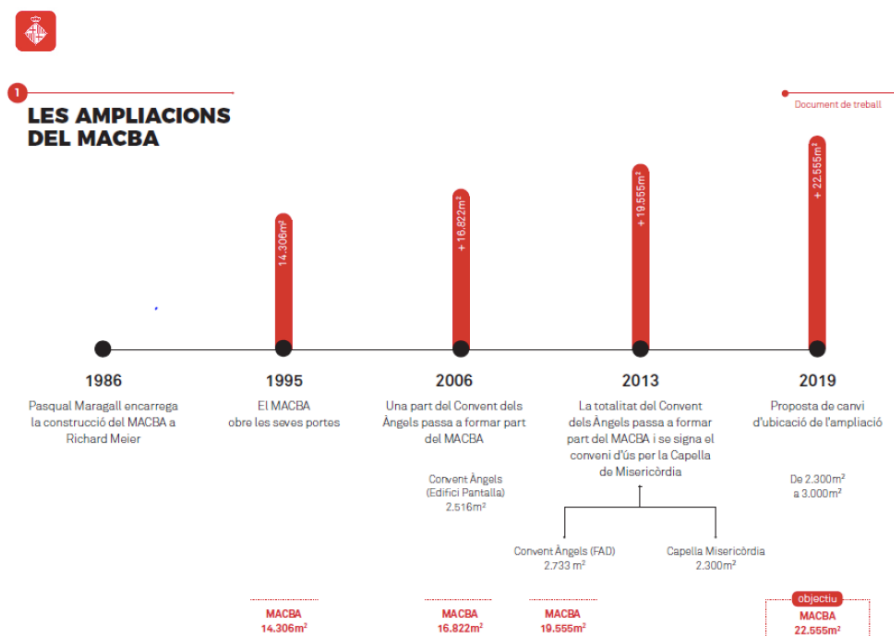 1
LES AMPLIACIONS
DEL MACBA
Document de treball
14.306m²
+ 16.822m²
+ 19.555m²
+ 22.555m²
1986
Pasqual Maragall encarrega
la construcció del MACBA a
Richard Meier
1995
El MACBA
obre les seves portes
2006
Una part del Convent dels
Àngels passa a formar part
del MACBA
Convent Àngels
(Edifici Pantalla)
2.516m²
2013
La totalitat del Convent
dels Àngels passa a formar
part del MACBA i se signa el
conveni d'ús per la Capella
de Misericòrdia
Convent Àngels (FAD)
2.733 m²
Capella Misericòrdia
2.300m²
2019
Proposta de canvi
d'ubicació de l'ampliació
De 2.300m²
a 3.000m²
MACBA
14.306m²
MACBA
16.822m²
MACBA
19.555m²
objectiu
MACBA
22.555m²